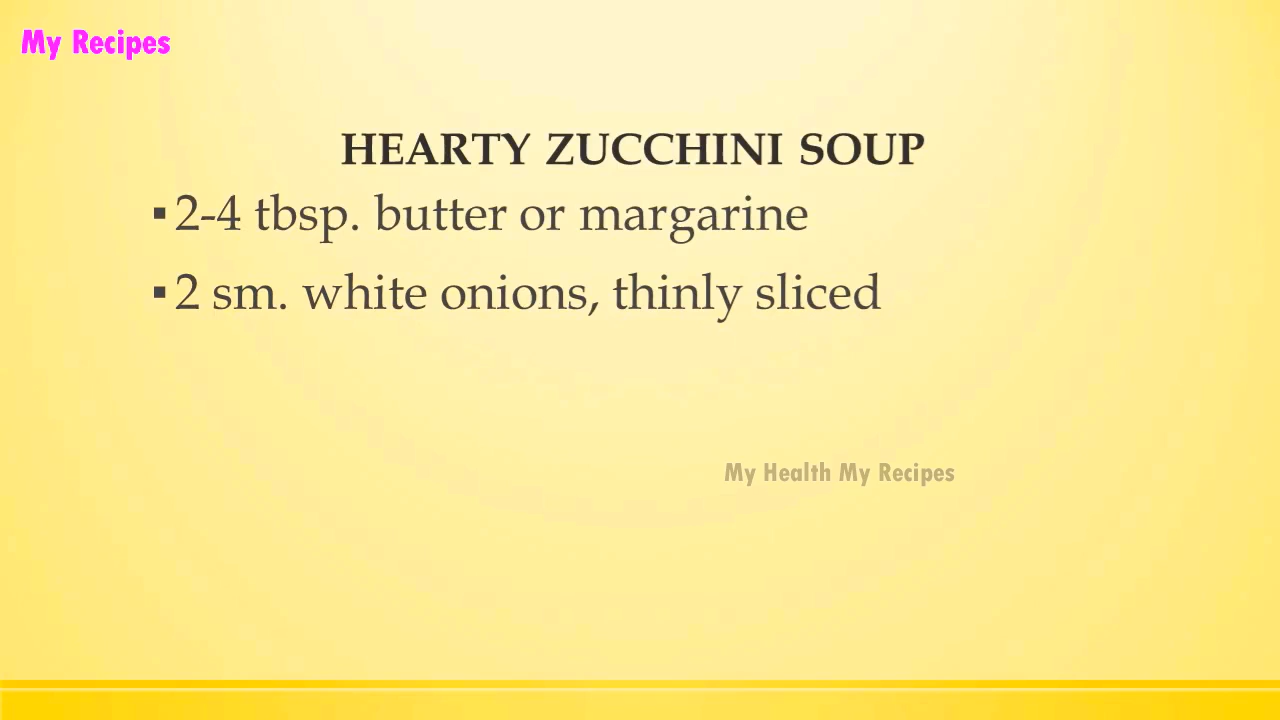 My Recipes
HEARTY ZUCCHINI SOUP
▪2-4 tbsp. butter or margarine
▪2 sm. white onions, thinly sliced
My Health My Recipes